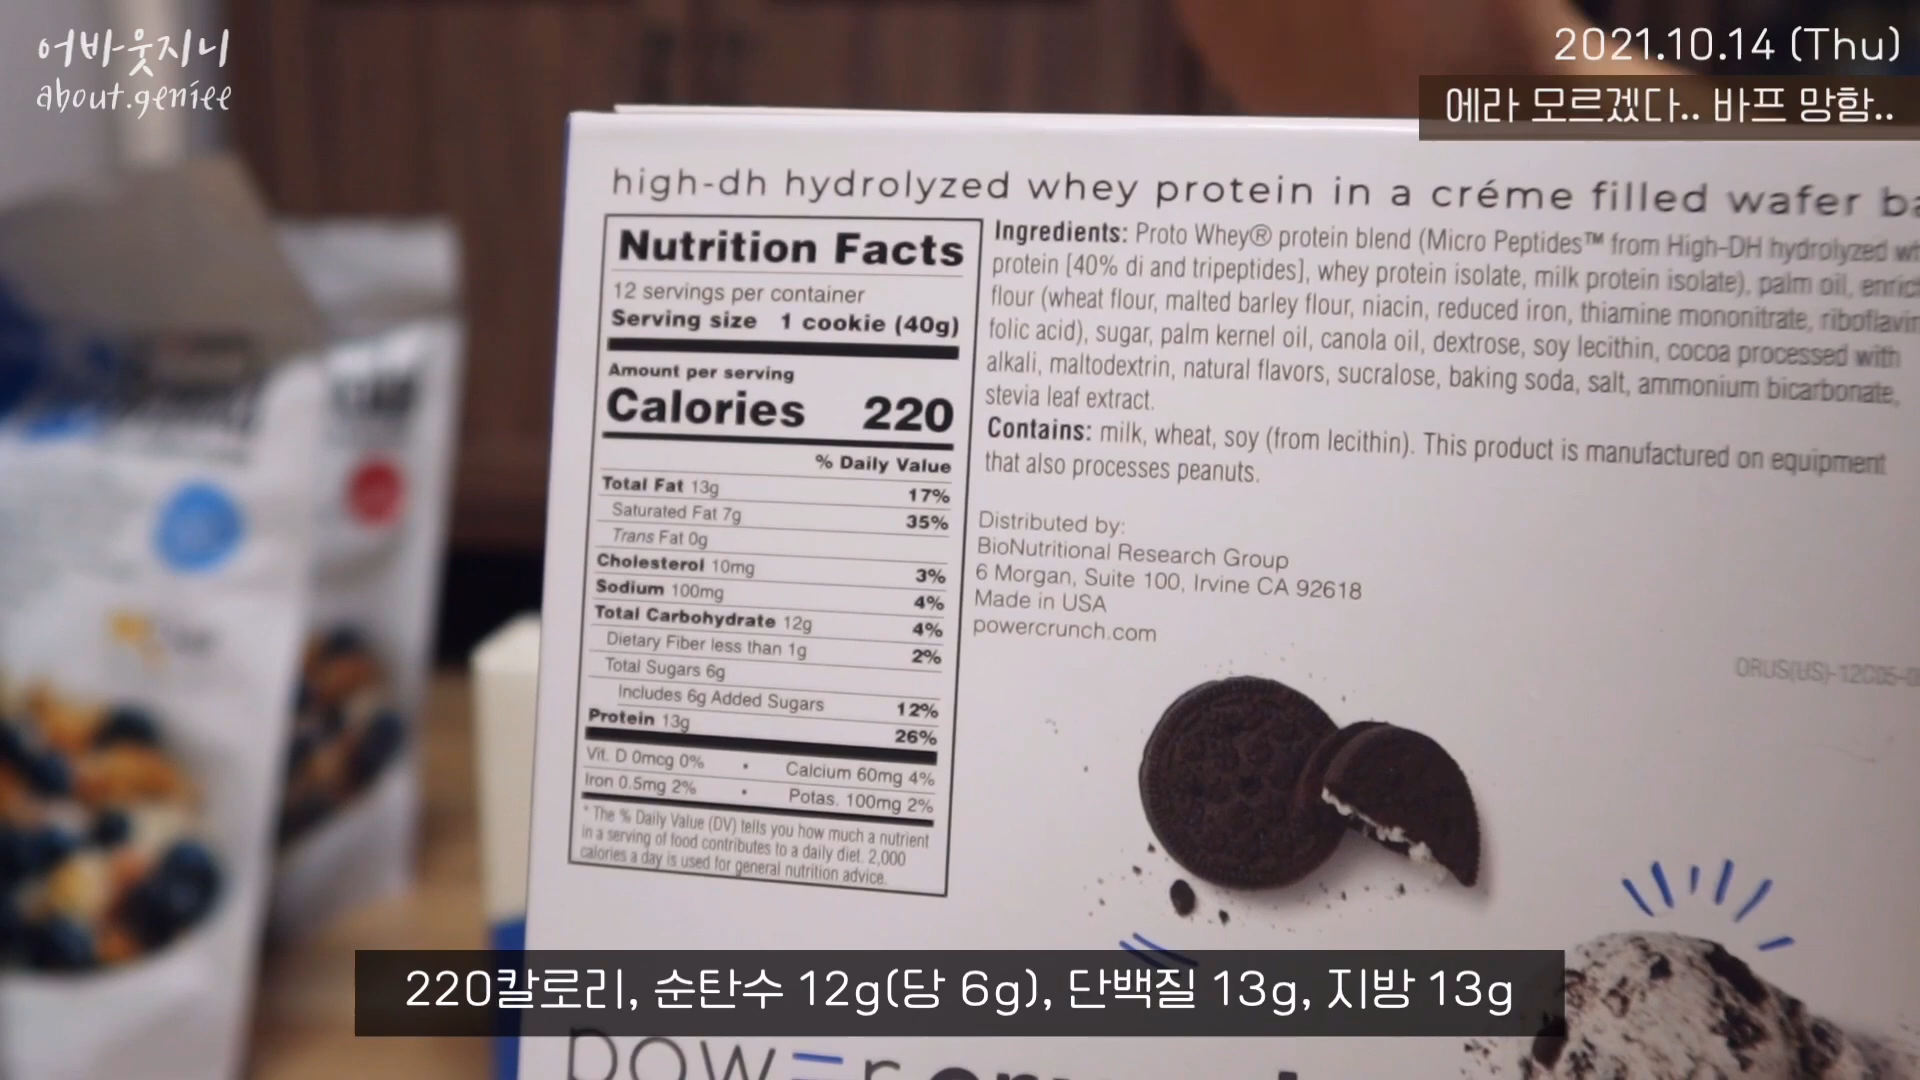 어바웃지니
about.geniee
2021.10.14 (Thu)
에라 모르겠다.. 바프 망함..
high-dh hydrolyzed whey protein in a créme filled wafer
Nutrition Facts
12 servings per container
Serving size 1 cookie (40g)
Amount per serving
Calories 220
% Daily Value
Total Fat 13g 17%
Saturated Fat 7g 35%
Trans Fat 0g
Cholesterol 10mg 3%
Sodium 100mg 4%
Total Carbohydrate 12g 4%
Dietary Fiber less than 1g 2%
Total Sugars 6g
Includes 6g Added Sugars 12%
Protein 13g 26%
Vit. D 0mcg 0% • Calcium 60mg 4%
Iron 0.5mg 2% • Potas. 100mg 2%
* The % Daily Value (DV) tells you how much a nutrient
in a serving of food contributes to a daily diet. 2,000
calories a day is used for general nutrition advice.
Ingredients: Proto Whey® protein blend (Micro Peptides™ from High-DH hydrolyzed
protein [40% di and tripeptides], whey protein isolate, milk protein isolate), palm oil,
flour (wheat flour, malted barley flour, niacin, reduced iron, thiamine mononitrate,
folic acid), sugar, palm kernel oil, canola oil, dextrose, soy lecithin, cocoa processed with
alkali, maltodextrin, natural flavors, sucralose, baking soda, salt, ammonium bicarbonate,
stevia leaf extract.
Contains: milk, wheat, soy (from lecithin). This product is manufactured on equipment
that also processes peanuts.
Distributed by:
BioNutritional Research Group
6 Morgan, Suite 100, Irvine CA 92618
Made in USA
powercrunch.com
220칼로리, 순탄수 12g(당 6g), 단백질 13g, 지방 13g